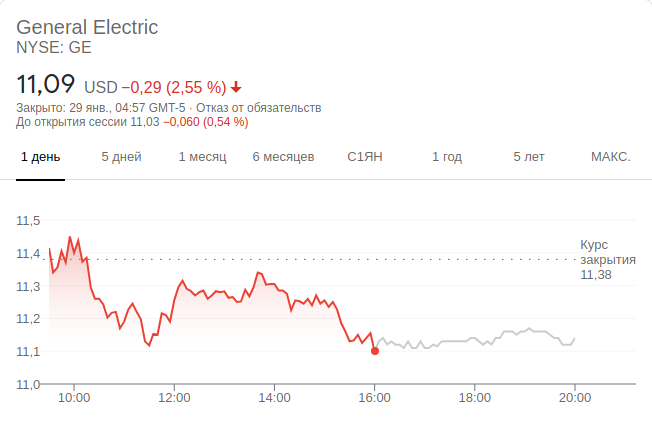 General Electric
NYSE: GE
11,09 USD −0,29 (2,55 %)
Закрыто: 29 янв., 04:57 GMT-5 · Отказ от обязательств
До открытия сессии 11,03 −0,060 (0,54 %)
1 день 5 дней 1 месяц 6 месяцев С1ЯН 1 год 5 лет МАКС.
11,5
11,4
11,3
11,2
11,1
11,0
Курс
закрытия
11,38
10:00 12:00 14:00 16:00 18:00 20:00